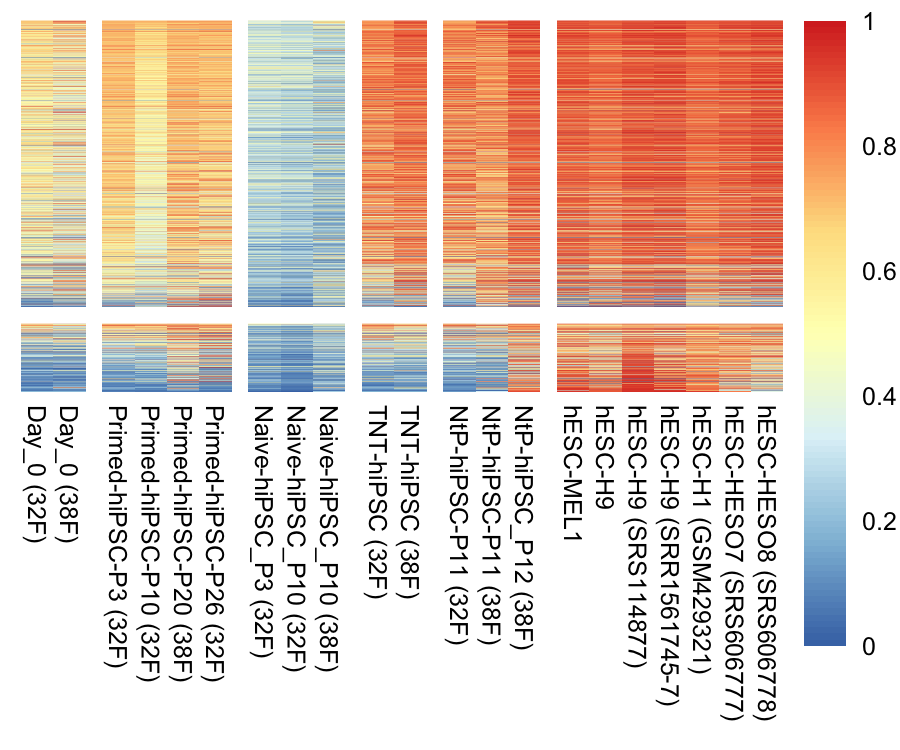 1
0.8
0.6
0.4
0.2
0
Day_0 (32F)
Day_0 (38F)
Primed-hiPSC-P3 (32F)
Primed-hiPSC-P10 (32F)
Primed-hiPSC-P20 (38F)
Primed-hiPSC-P26 (32F)
Naive-hiPSC_P3 (32F)
Naive-hiPSC_P10 (32F)
Naive-hiPSC_P10 (38F)
TNT-hiPSC (32F)
TNT-hiPSC (38F)
NtP-hiPSC-P11 (32F)
NtP-hiPSC-P11 (38F)
NtP-hiPSC_P12 (38F)
hESC-MEL1
hESC-H9
hESC-H9 (SRS114877)
hESC-H9 (SRR1561745-7)
hESC-H1 (GSM429321)
hESC-HESO7 (SRS606777)
hESC-HESO8 (SRS606778)